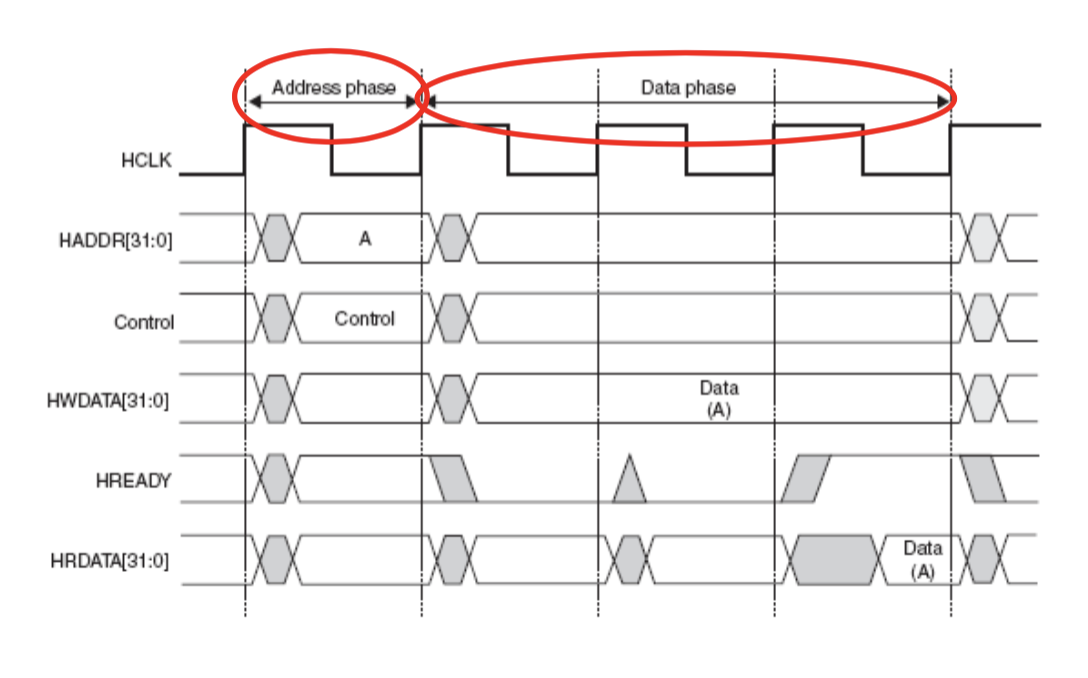 Address phase
Data phase
HCLK
HADDR[31:0]
A
Control
Control
HWDATA[31:0]
Data
(A)
HREADY
HRDATA[31:0]
Data
(A)